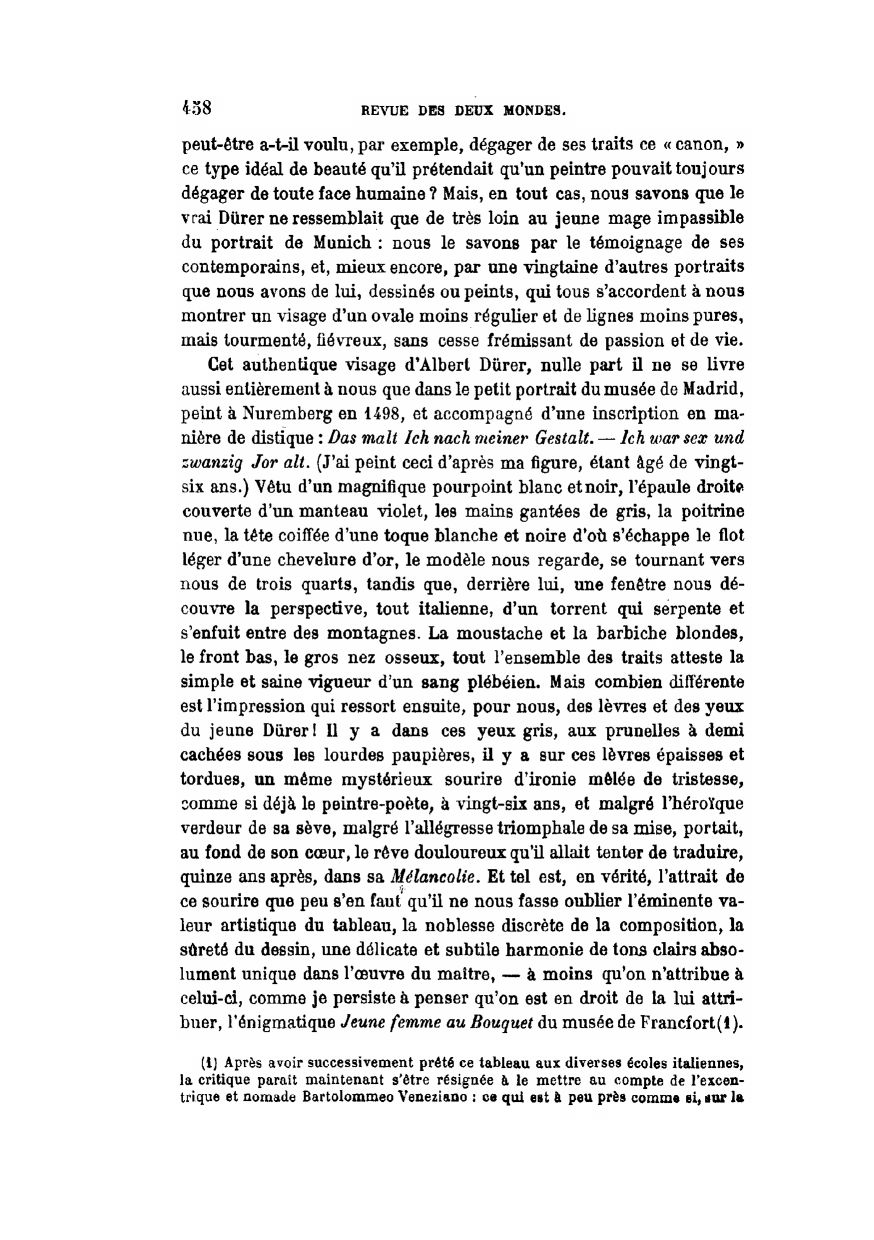 458 REVUE DES DEUX MONDES.
peut-être a-t-il voulu, par exemple, dégager de ses traits ce « canon, »
ce type idéal de beauté qu'il prétendait qu'un peintre pouvait toujours
dégager de toute face humaine ? Mais, en tout cas, nous savons que le
vrai Dürer ne ressemblait que de très loin au jeune mage impassible
du portrait de Munich : nous le savons par le témoignage de ses
contemporains, et, mieux encore, par une vingtaine d'autres portraits
que nous avons de lui, dessinés ou peints, qui tous s'accordent à nous
montrer un visage d'un ovale moins régulier et de lignes moins pures,
mais tourmenté, fiévreux, sans cesse frémissant de passion et de vie.
Cet authentique visage d'Albert Dürer, nulle part il ne se livre
aussi entièrement à nous que dans le petit portrait du musée de Madrid,
peint à Nuremberg en 1498, et accompagné d'une inscription en ma-
nière de distique : Das malt Ich nach meiner Gestalt. — Ich war sex und
zwanzig Jor alt. (J'ai peint ceci d'après ma figure, étant âgé de vingt-
six ans.) Vêtu d'un magnifique pourpoint blanc et noir, l'épaule droite
couverte d'un manteau violet, les mains gantées de gris, la poitrine
nue, la tête coiffée d'une toque blanche et noire d'où s'échappe le flot
léger d'une chevelure d'or, le modèle nous regarde, se tournant vers
nous de trois quarts, tandis que, derrière lui, une fenêtre nous dé-
couvre la perspective, tout italienne, d'un torrent qui serpente et
s'enfuit entre des montagnes. La moustache et la barbiche blondes,
le front bas, le gros nez osseux, tout l'ensemble des traits atteste la
simple et saine vigueur d'un sang plébéien. Mais combien différente
est l'impression qui ressort ensuite, pour nous, des lèvres et des yeux
du jeune Dürer ! Il y a dans ces yeux gris, aux prunelles à demi
cachées sous les lourdes paupières, il y a sur ces lèvres épaisses et
tordues, un même mystérieux sourire d'ironie mêlée de tristesse,
comme si déjà le peintre-poète, à vingt-six ans, et malgré l'héroïque
verdeur de sa sève, malgré l'allégresse triomphale de sa mise, portait,
au fond de son cœur, le rêve douloureux qu'il allait tenter de traduire,
quinze ans après, dans sa Mélancolie. Et tel est, en vérité, l'attrait de
ce sourire que peu s'en faut qu'il ne nous fasse oublier l'éminente va-
leur artistique du tableau, la noblesse discrète de la composition, la
sûreté du dessin, une délicate et subtile harmonie de tons clairs abso-
lument unique dans l'œuvre du maître, — à moins qu'on n'attribue à
celui-ci, comme je persiste à penser qu'on est en droit de la lui attri-
buer, l'énigmatique Jeune femme au Bouquet du musée de Francfort (1).
(1) Après avoir successivement prêté ce tableau aux diverses écoles italiennes,
la critique paraît maintenant s'être résignée à le mettre au compte de l'excen-
trique et nomade Bartolommeo Veneziano : ce qui est à peu près comme si, sur la